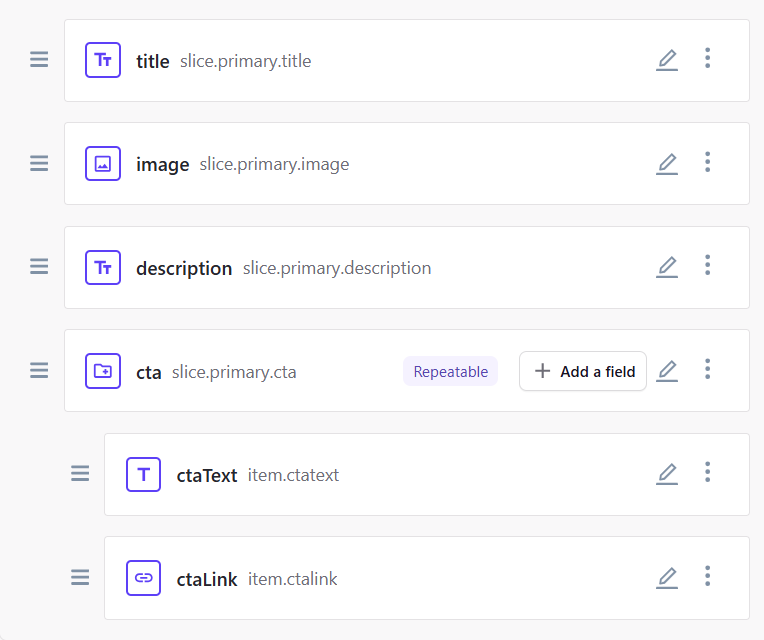 title slice.primary.title
image slice.primary.image
description slice.primary.description
cta slice.primary.cta Repeatable Add a field
ctaText item.ctatext
ctaLink item.ctalink